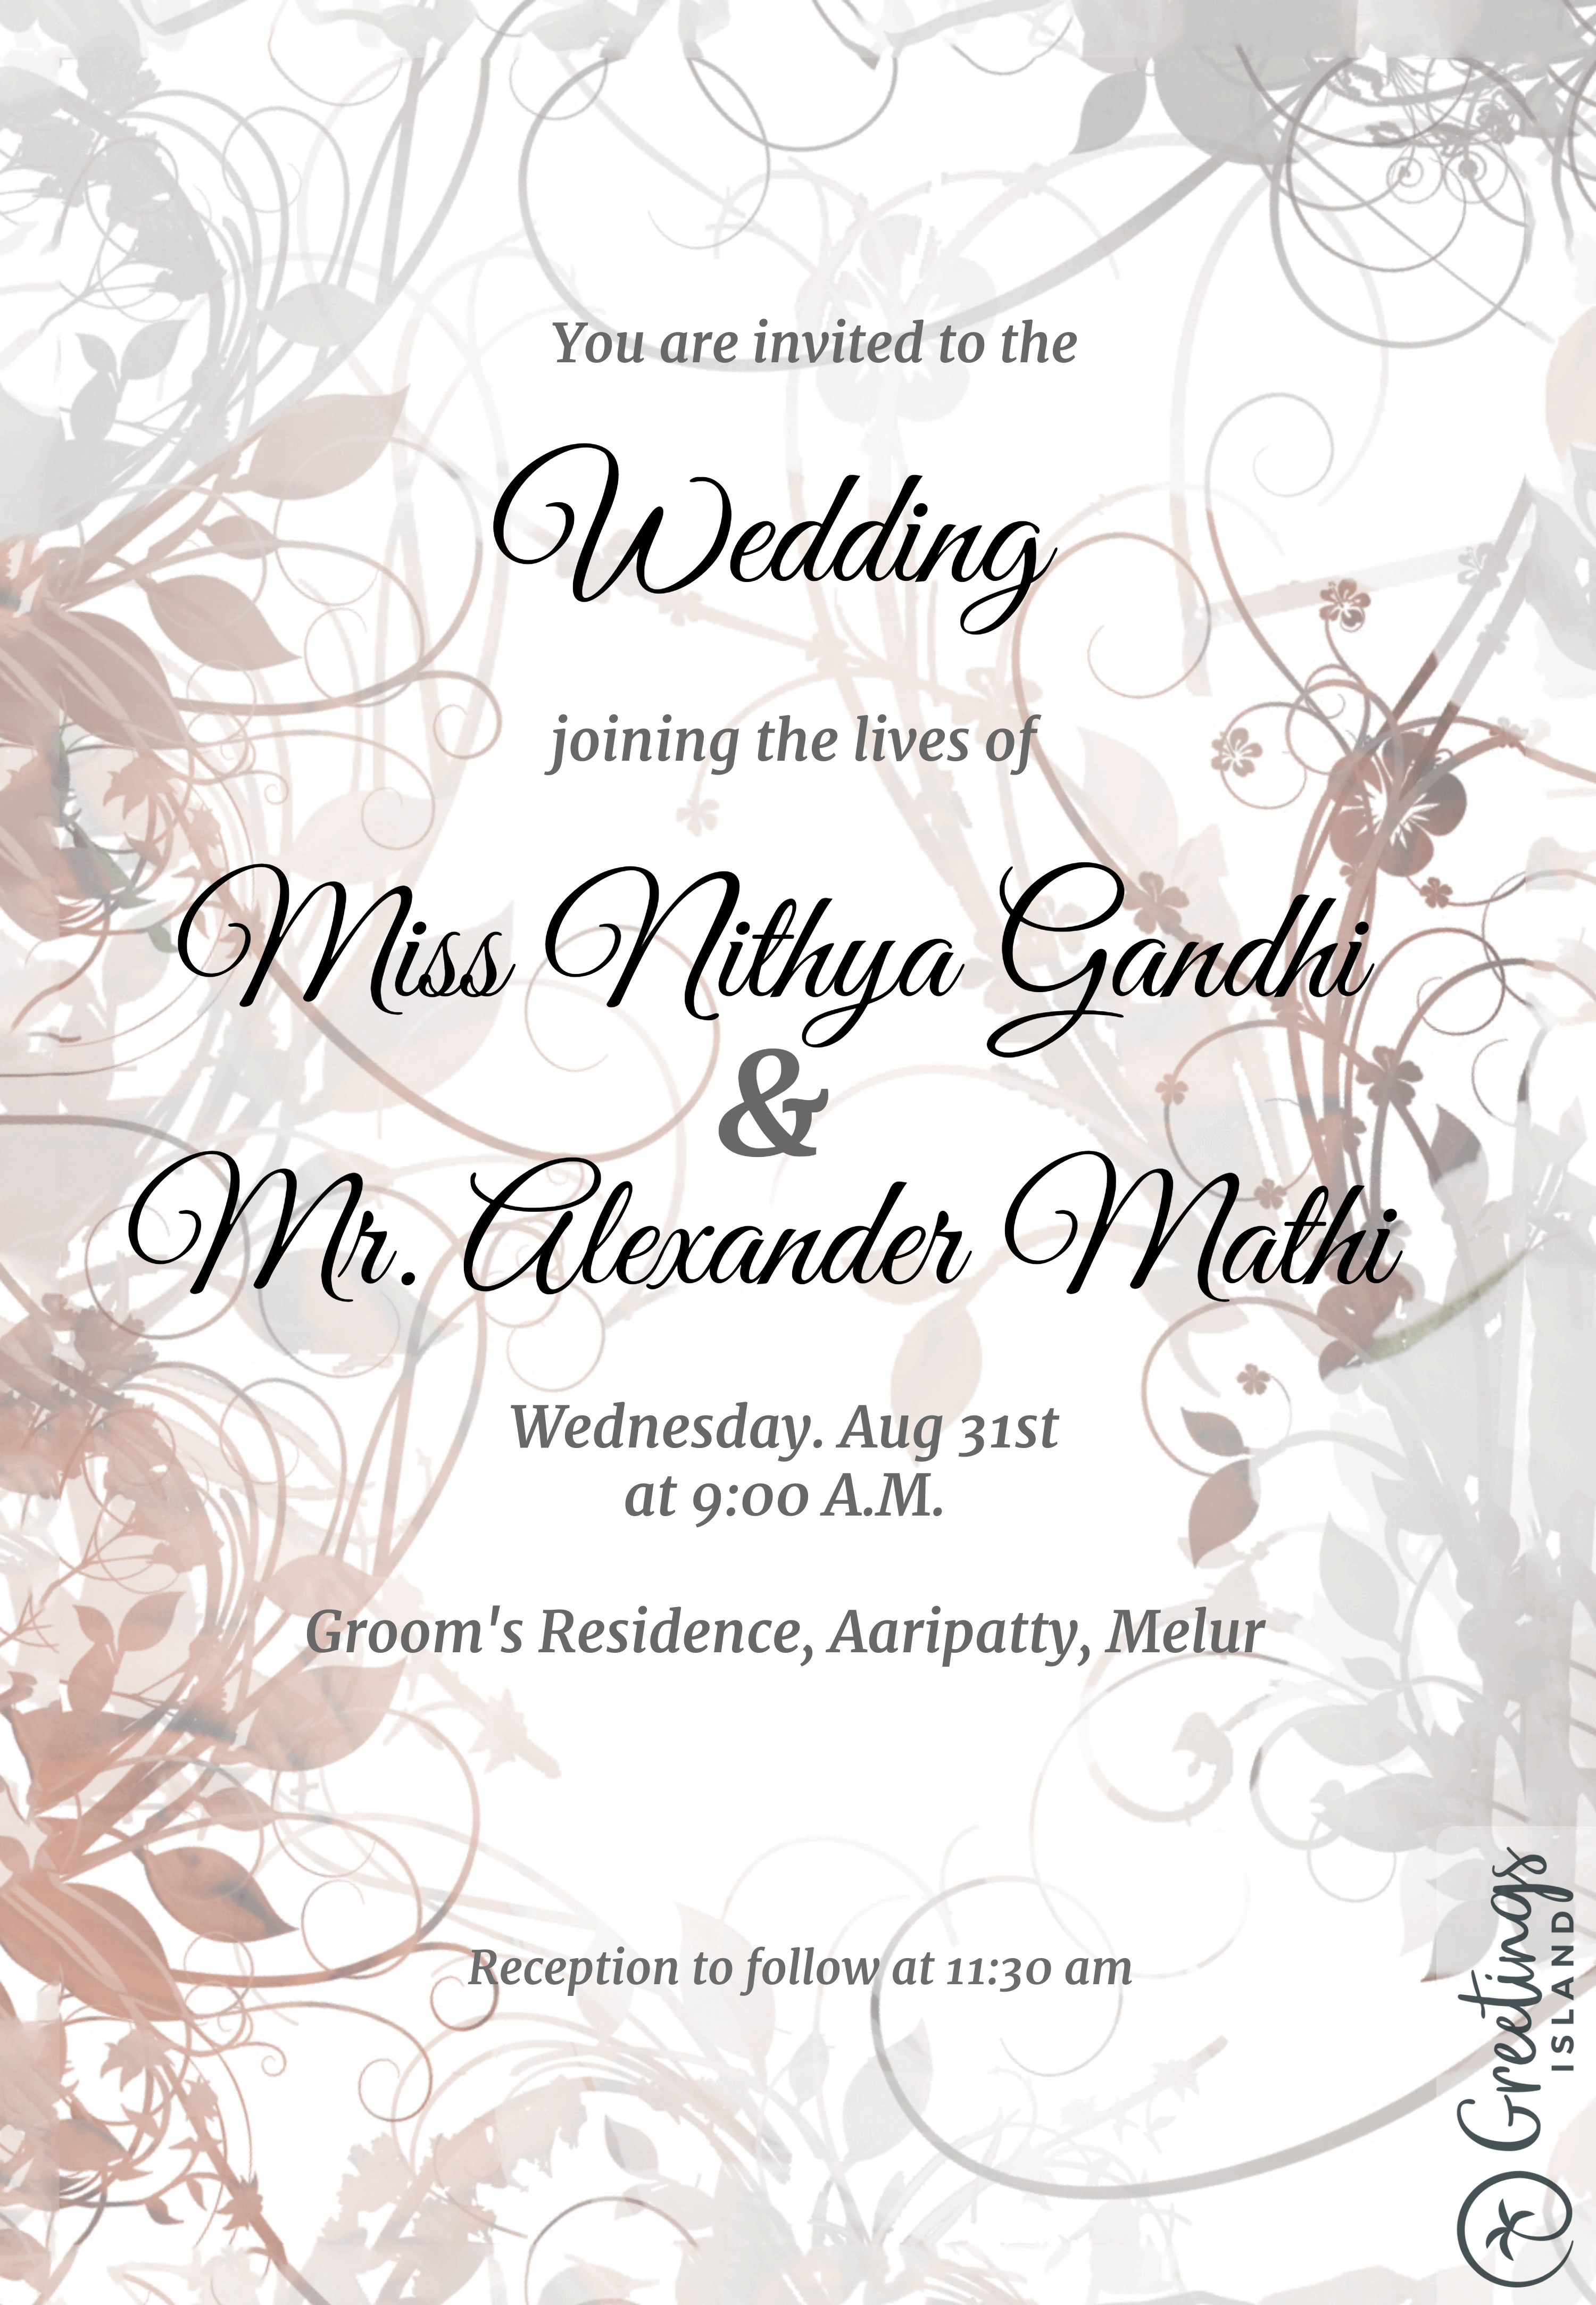 You are invited to the
Wedding
joining the lives of
Miss Nithya Gandhi
&
Mr. Alexander Mathi
Wednesday. Aug 31st
at 9:00 A.M.
Groom's Residence, Aaripatty, Melur
Reception to follow at 11:30 am
Greetings
ISLAND